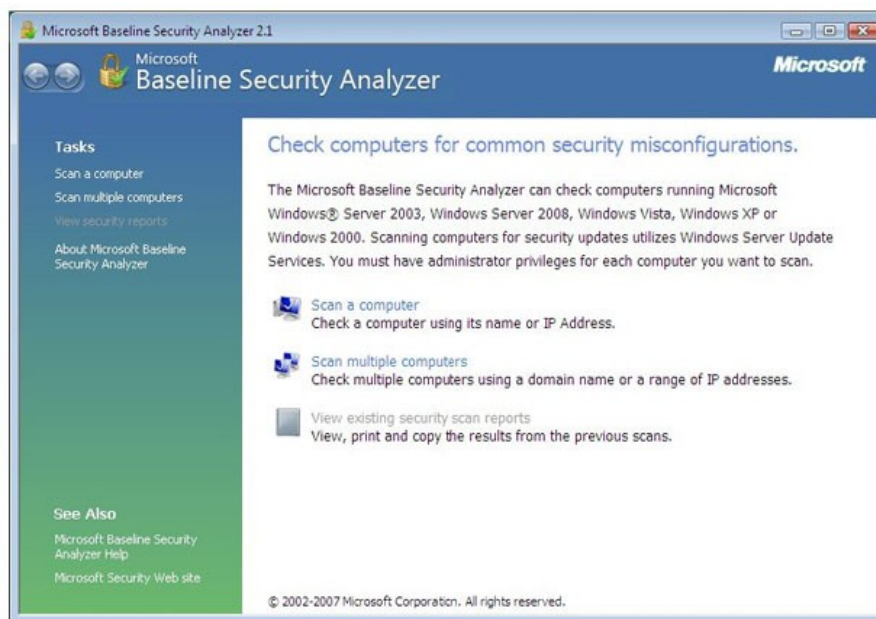 Microsoft Baseline Security Analyzer 2.1
Microsoft
Baseline Security Analyzer
Microsoft
Tasks
Scan a computer
Scan multiple computers
View security reports
About Microsoft Baseline
Security Analyzer
See Also
Microsoft Baseline Security
Analyzer Help
Microsoft Security Web site
Check computers for common security misconfigurations.
The Microsoft Baseline Security Analyzer can check computers running Microsoft
Windows® Server 2003, Windows Server 2008, Windows Vista, Windows XP or
Windows 2000. Scanning computers for security updates utilizes Windows Server Update
Services. You must have administrator privileges for each computer you want to scan.
Scan a computer
Check a computer using its name or IP Address.
Scan multiple computers
Check multiple computers using a domain name or a range of IP addresses.
View existing security scan reports
View, print and copy the results from the previous scans.
© 2002-2007 Microsoft Corporation. All rights reserved.